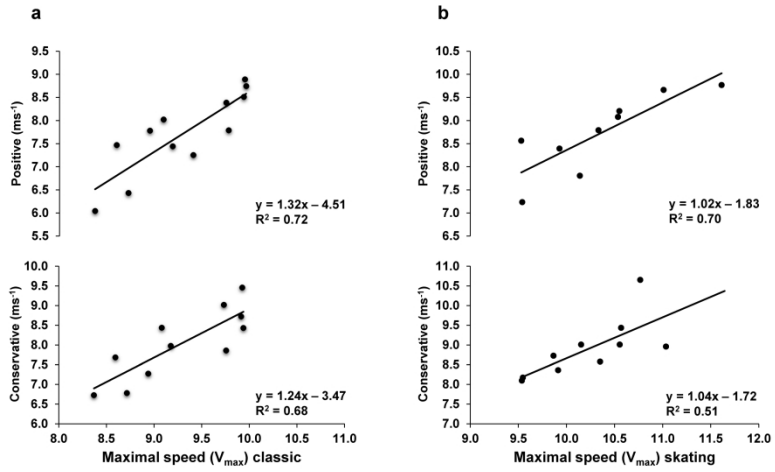 a
b
9.5
9.0
8.5
8.0
7.5
7.0
6.5
6.0
5.5
Positive (ms⁻¹)
y = 1.32x – 4.51
R² = 0.72
10.5
10.0
9.5
9.0
8.5
8.0
7.5
7.0
6.5
Positive (ms⁻¹)
y = 1.02x – 1.83
R² = 0.70
10.0
9.5
9.0
8.5
8.0
7.5
7.0
6.5
6.0
Conservative (ms⁻¹)
y = 1.24x – 3.47
R² = 0.68
8.0 8.5 9.0 9.5 10.0 10.5 11.0
Maximal speed (Vmax) classic
11.0
10.5
10.0
9.5
9.0
8.5
8.0
7.5
7.0
Conservative (ms⁻¹)
y = 1.04x – 1.72
R² = 0.51
9.0 9.5 10.0 10.5 11.0 11.5 12.0
Maximal speed (Vmax) skating